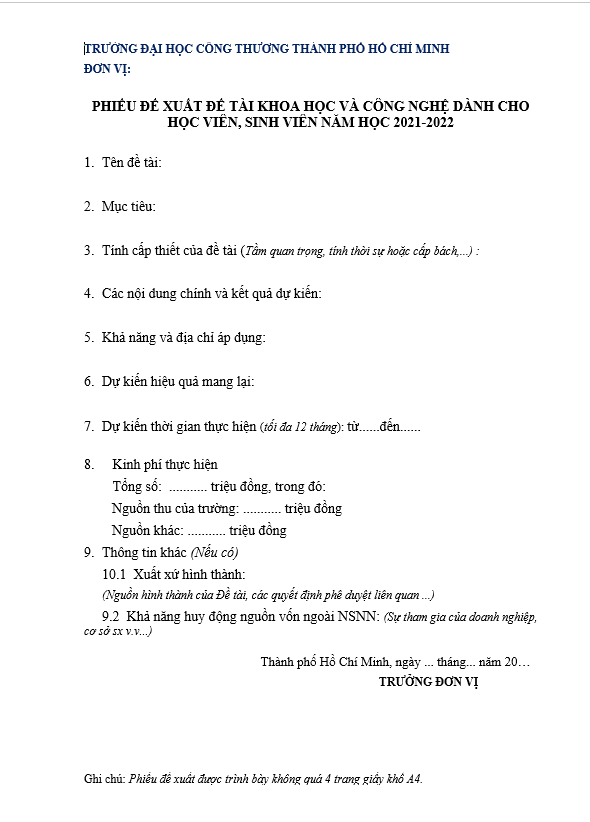 TRƯỜNG ĐẠI HỌC CÔNG THƯƠNG THÀNH PHỐ HỒ CHÍ MINH
ĐƠN VỊ:
PHIẾU ĐỀ XUẤT ĐỀ TÀI KHOA HỌC VÀ CÔNG NGHỆ DÀNH CHO
HỌC VIÊN, SINH VIÊN NĂM HỌC 2021-2022
1. Tên đề tài:
2. Mục tiêu:
3. Tính cấp thiết của đề tài (Tầm quan trọng, tính thời sự hoặc cấp bách,...) :
4. Các nội dung chính và kết quả dự kiến:
5. Khả năng và địa chỉ áp dụng:
6. Dự kiến hiệu quả mang lại:
7. Dự kiến thời gian thực hiện (tối đa 12 tháng): từ......đến......
8. Kinh phí thực hiện
Tổng số: ........... triệu đồng, trong đó:
Nguồn thu của trường: ........... triệu đồng
Nguồn khác: ........... triệu đồng
9. Thông tin khác (Nếu có)
10.1 Xuất xứ hình thành:
(Nguồn hình thành của Đề tài, các quyết định phê duyệt liên quan ...)
9.2 Khả năng huy động nguồn vốn ngoài NSNN: (Sự tham gia của doanh nghiệp,
cơ sở sx v.v...)
Thành phố Hồ Chí Minh, ngày ... tháng... năm 20…
TRƯỞNG ĐƠN VỊ
Ghi chú: Phiếu đề xuất được trình bày không quá 4 trang giấy khổ A4.